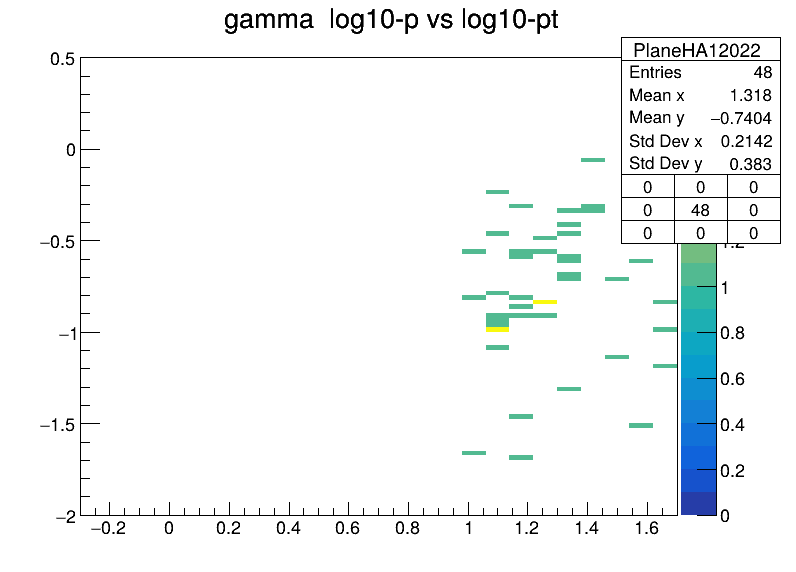 gamma  log10-p vs log10-pt
PlaneHA12022
Entries 48
Mean x 1.318
Mean y −0.7404
Std Dev x 0.2142
Std Dev y 0.383
0 0 0
0 48 0
0 0 0
0.5
0
−0.5
−1
−1.5
−2
−0.2 0 0.2 0.4 0.6 0.8 1 1.2 1.4 1.6
1.2
1
0.8
0.6
0.4
0.2
0